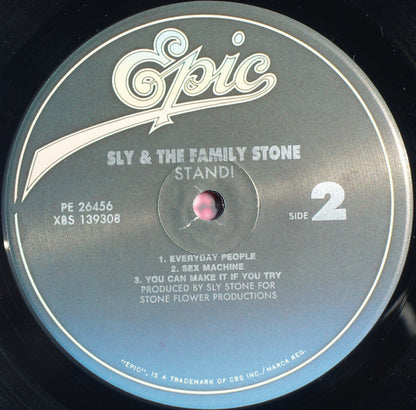 Epic
SLY & THE FAMILY STONE
STAND!
PE 26456
XBS 139308
SIDE 2
1. EVERYDAY PEOPLE
2. SEX MACHINE
3. YOU CAN MAKE IT IF YOU TRY
PRODUCED BY SLY STONE FOR
STONE FLOWER PRODUCTIONS
"EPIC", IS A TRADEMARK OF CBS INC./MARCA REG.